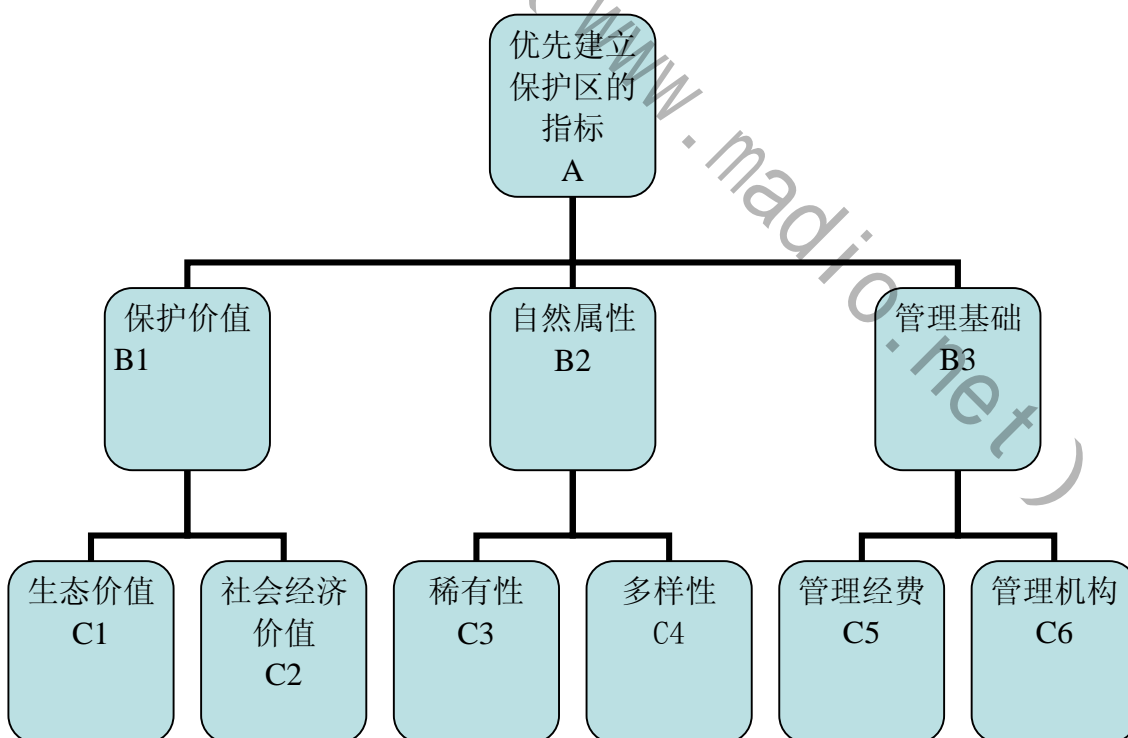 优先建立
保护区的
指标
A
保护价值
B1
自然属性
B2
管理基础
B3
生态价值
C1
社会经济
价值
C2
稀有性
C3
多样性
C4
管理经费
C5
管理机构
C6
(www.madio.net)